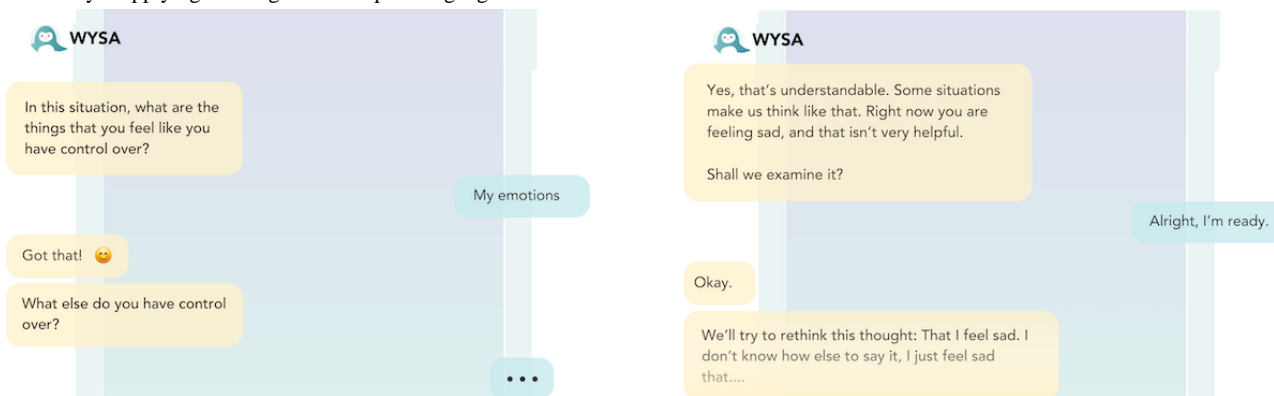 WYSA
In this situation, what are the
things that you feel like you
have control over?
My emotions
Got that! 😊
What else do you have control
over?
•••
WYSA
Yes, that's understandable. Some situations
make us think like that. Right now you are
feeling sad, and that isn't very helpful.
Shall we examine it?
Alright, I'm ready.
Okay.
We'll try to rethink this thought: That I feel sad. I
don't know how else to say it, I just feel sad
that....